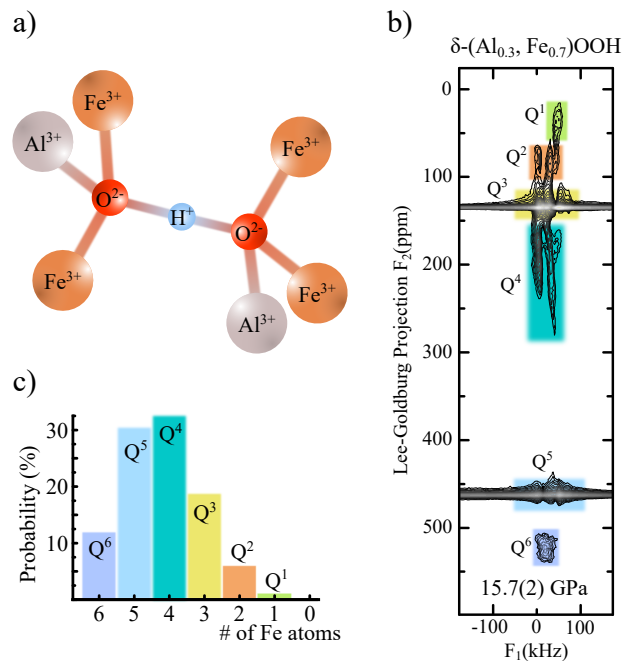 a)
Fe³⁺
Al³⁺
Fe³⁺
O²⁻
H⁺
O²⁻
Fe³⁺
Fe³⁺
Al³⁺
b)
δ-(Al₀.₃, Fe₀.₇)OOH
Lee-Goldburg Projection F₂(ppm)
0
100
200
300
400
500
Q¹
Q²
Q³
Q⁴
Q⁵
Q⁶
15.7(2) GPa
-100 0 100
F₁(kHz)
c)
Probability (%)
30
20
10
Q⁶
Q⁵
Q⁴
Q³
Q²
Q¹
6 5 4 3 2 1 0
# of Fe atoms